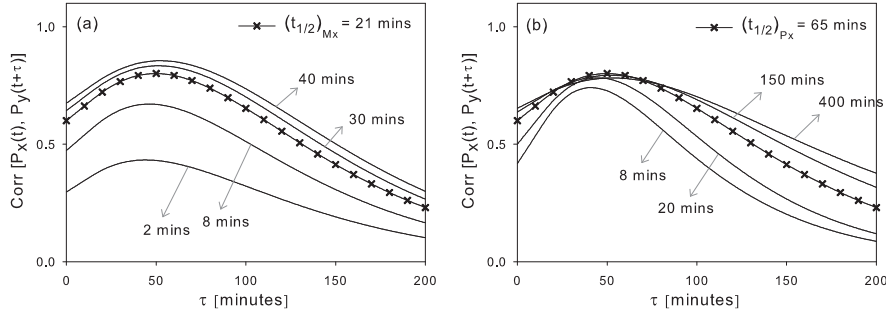 (a)
(t1/2)Mx = 21 mins
1.0
0.5
0.0
Corr [Px(t), Py(t+τ)]
40 mins
30 mins
8 mins
2 mins
0 50 100 150 200
τ [minutes]
(b)
(t1/2)Px = 65 mins
1.0
0.5
0.0
Corr [Px(t), Py(t+τ)]
150 mins
400 mins
8 mins
20 mins
0 50 100 150 200
τ [minutes]